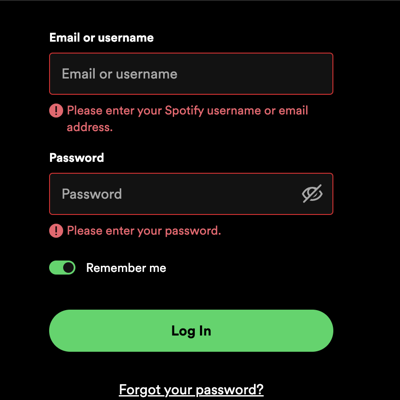 Email or username
Email or username
Please enter your Spotify username or email
address.
Password
Password
Please enter your password.
Remember me
Log In
Forgot your password?